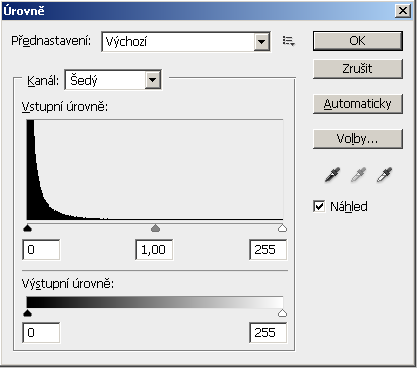 Úrovně
Přednastavení: Výchozí
OK
Zrušit
Automaticky
Volby...
Náhled
Kanál: Šedý
Vstupní úrovně:
0 1,00 255
Výstupní úrovně:
0 255